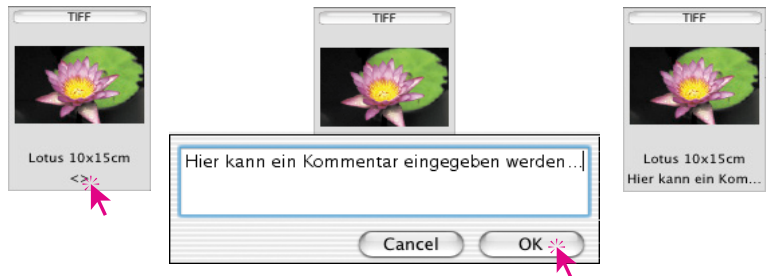 TIFF
Lotus 10x15cm
<>
TIFF
Hier kann ein Kommentar eingegeben werden...
Cancel
OK
TIFF
Lotus 10x15cm
Hier kann ein Kom...